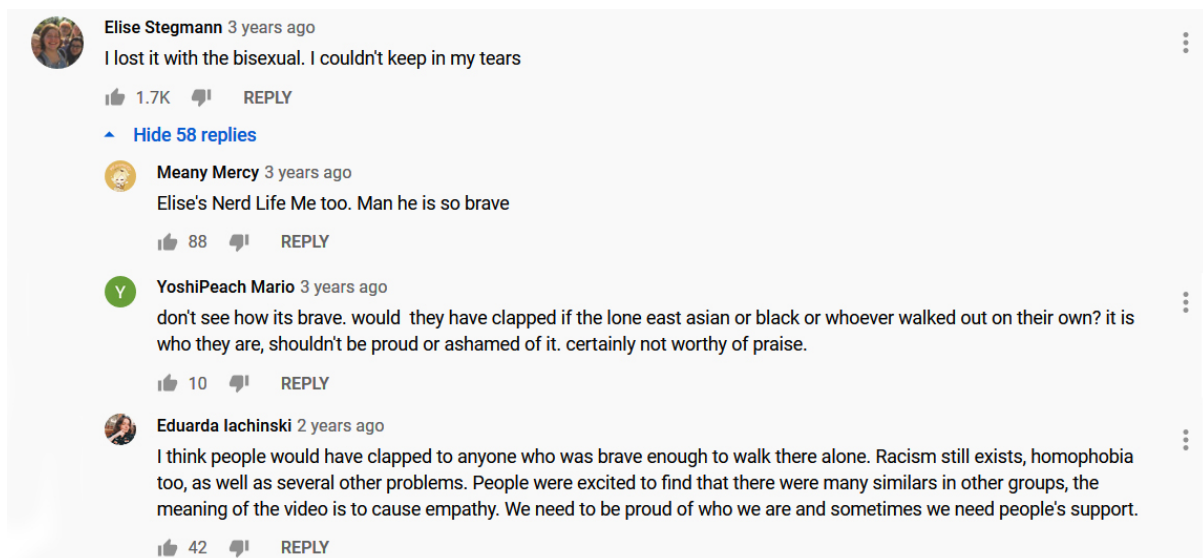 Elise Stegmann 3 years ago
I lost it with the bisexual. I couldn't keep in my tears
1.7K REPLY
Hide 58 replies
Meany Mercy 3 years ago
Elise's Nerd Life Me too. Man he is so brave
88 REPLY
Y
YoshiPeach Mario 3 years ago
don't see how its brave. would they have clapped if the lone east asian or black or whoever walked out on their own? it is
who they are, shouldn't be proud or ashamed of it. certainly not worthy of praise.
10 REPLY
Eduarda Iachinski 2 years ago
I think people would have clapped to anyone who was brave enough to walk there alone. Racism still exists, homophobia
too, as well as several other problems. People were excited to find that there were many similars in other groups, the
meaning of the video is to cause empathy. We need to be proud of who we are and sometimes we need people's support.
42 REPLY